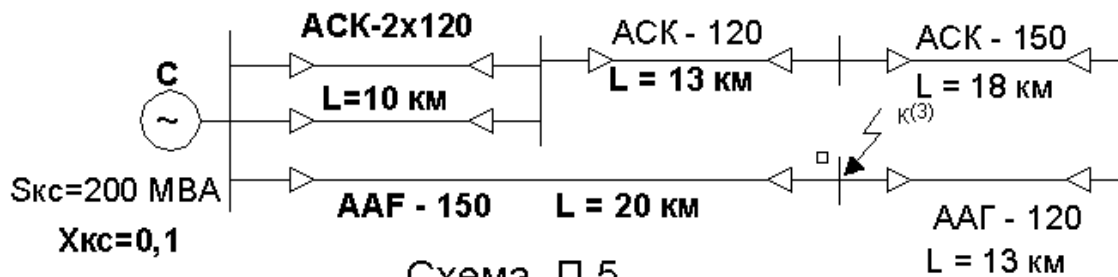 АСК-2х120
АСК - 120
АСК - 150
С
L=10 км
L = 13 км
L = 18 км
~
К(3)
Sкс=200 МВА
ААF - 150
L = 20 км
ААГ - 120
Хкс=0,1
L = 13 км